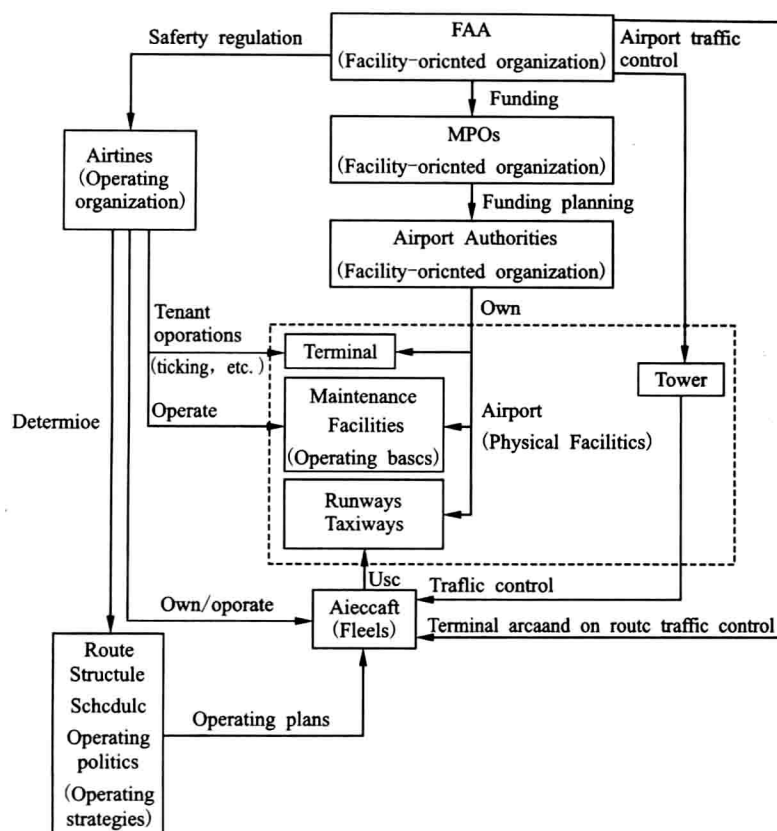 FAA
(Facility-oricnted organization)
Saferty regulation
Airport traffic
control
Funding
MPOs
(Facility-oricnted organization)
Airtines
(Operating
organization)
Funding planning
Airport Authorities
(Facility-oricnted organization)
Own
Tenant
oporations
(ticking, etc.)
Terminal
Tower
Maintenance
Facilities
(Operating bascs)
Operate
Airport
(Physical Facilitics)
Determioe
Runways
Taxiways
Usc
Traflic control
Own/oporate
Aieccaft
(Fleels)
Terminal arcaand on routc traffic control
Route
Structule
Schcdulc
Operating
politics
(Operating
strategies)
Operating plans